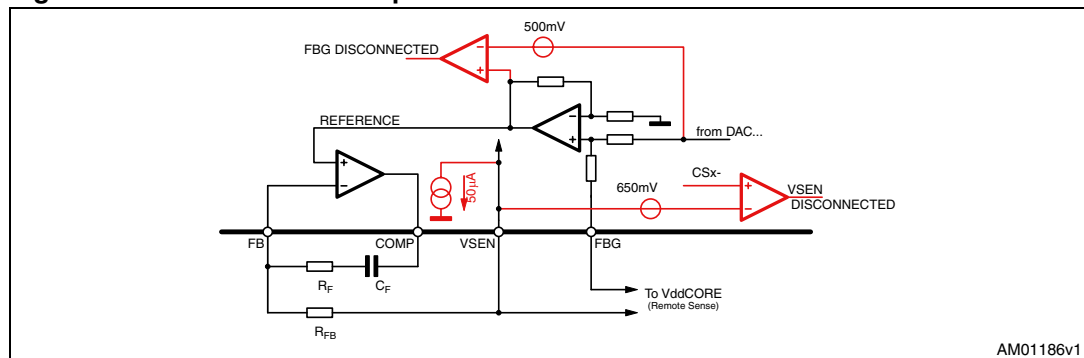 500mV
FBG DISCONNECTED
REFERENCE
from DAC...
50µA
CSx-
650mV
VSEN
DISCONNECTED
FB
COMP
VSEN
FBG
RF
CF
To VddCORE
(Remote Sense)
RFB
AM01186v1